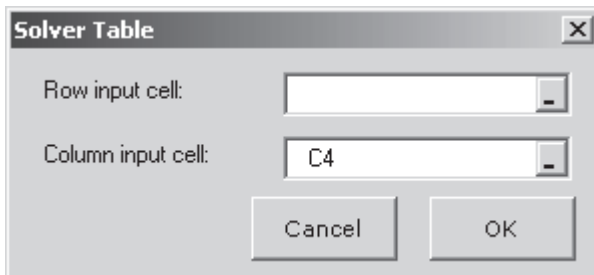 Solver Table
Row input cell:
Column input cell: C4
Cancel OK